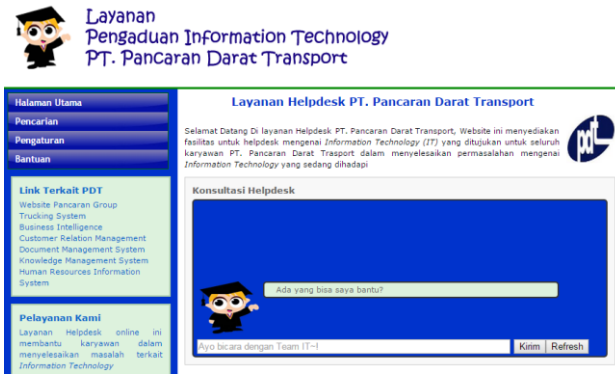 Layanan
Pengaduan Information Technology
PT. Pancaran Darat Transport
Halaman Utama
Pencarian
Pengaturan
Bantuan
Link Terkait PDT
Website Pancaran Group
Trucking System
Business Intelligence
Customer Relation Management
Document Management System
Knowledge Management System
Human Resources Information
System
Pelayanan Kami
Layanan Helpdesk online ini
membantu karyawan dalam
menyelesaikan masalah terkait
Information Technology
Layanan Helpdesk PT. Pancaran Darat Transport
Selamat Datang Di layanan Helpdesk PT. Pancaran Darat Transport, Website ini menyediakan
fasilitas untuk helpdesk mengenai Information Technology (IT) yang ditujukan untuk seluruh
karyawan PT. Pancaran Darat Trasport dalam menyelesaikan permasalahan mengenai
Information Technology yang sedang dihadapi
pdt
Konsultasi Helpdesk
Ada yang bisa saya bantu?
Ayo bicara dengan Team IT~!
Kirim
Refresh